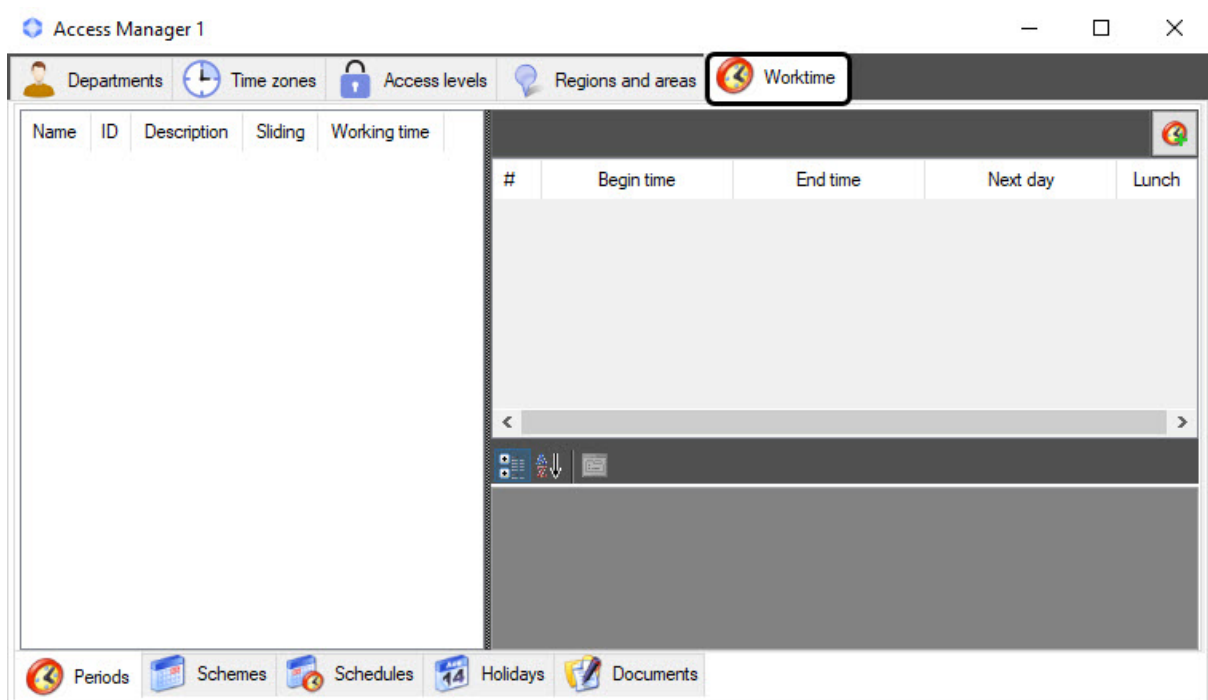 Access Manager 1
Departments Time zones Access levels Regions and areas Worktime
Name ID Description Sliding Working time
# Begin time End time Next day Lunch
Periods Schemes Schedules Holidays Documents